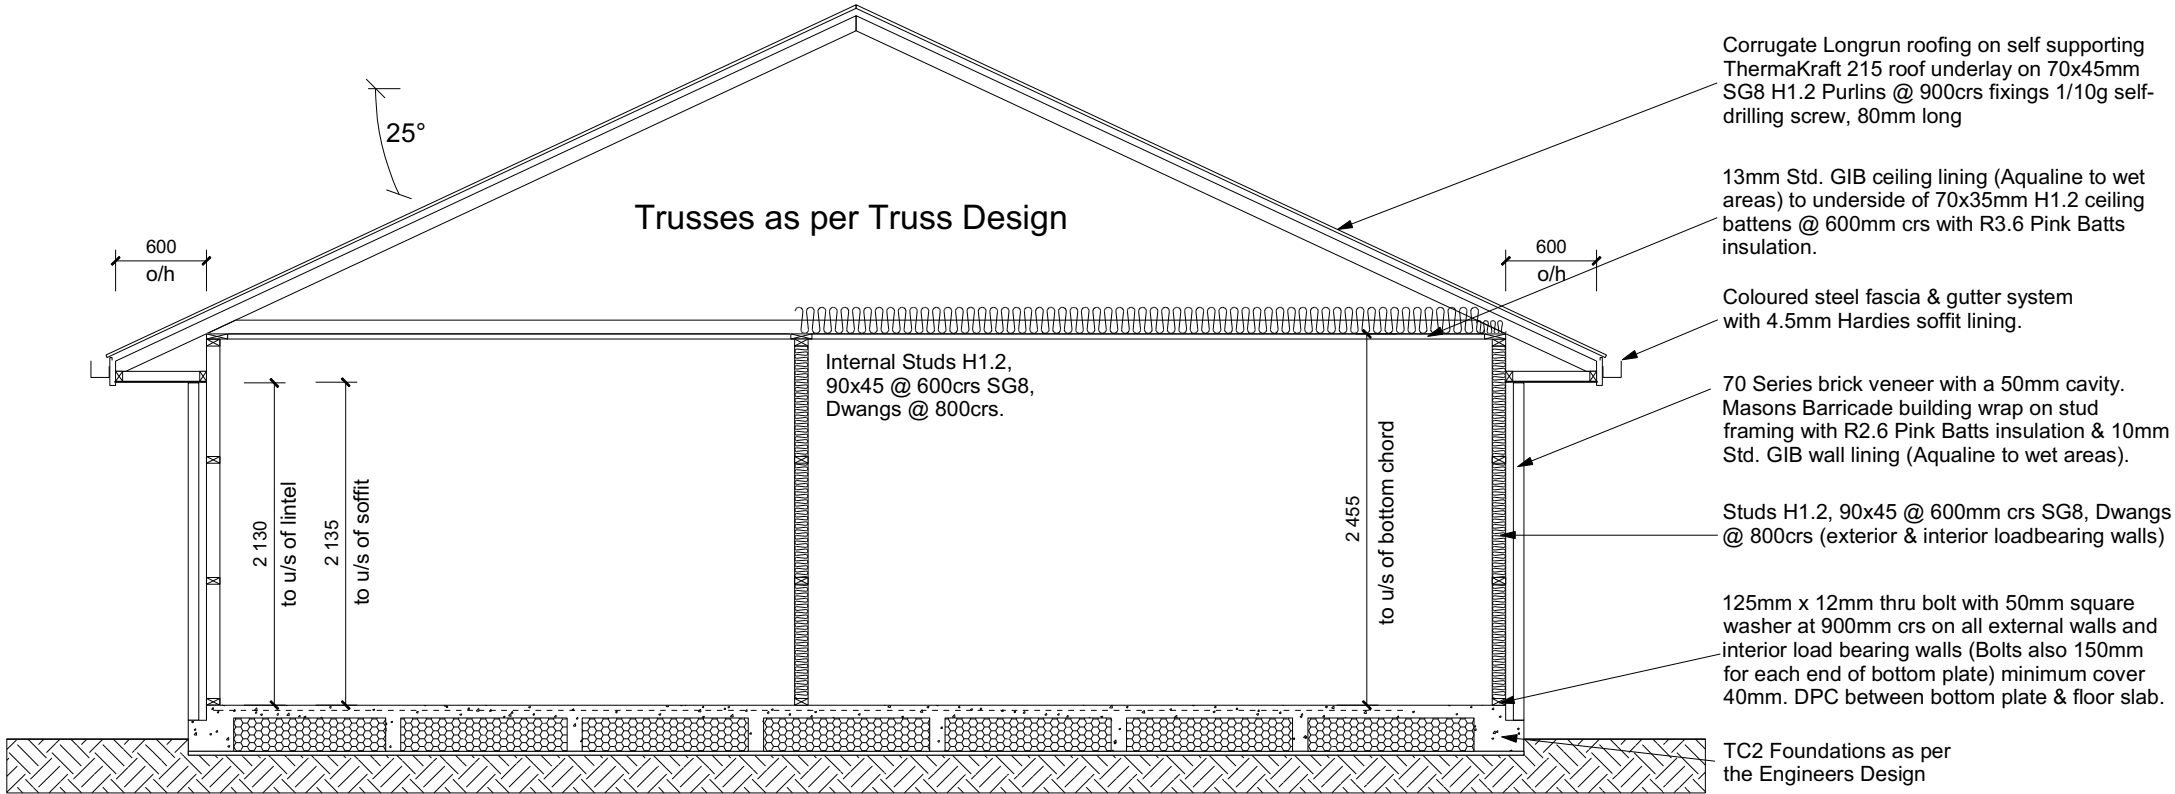 25°
Trusses as per Truss Design
600
o/h
600
o/h
Internal Studs H1.2,
90x45 @ 600crs SG8,
Dwangs @ 800crs.
2 130
to u/s of lintel
2 135
to u/s of soffit
2 455
to u/s of bottom chord
Corrugate Longrun roofing on self supporting
ThermaKraft 215 roof underlay on 70x45mm
SG8 H1.2 Purlins @ 900crs fixings 1/10g self-
drilling screw, 80mm long
13mm Std. GIB ceiling lining (Aqualine to wet
areas) to underside of 70x35mm H1.2 ceiling
battens @ 600mm crs with R3.6 Pink Batts
insulation.
Coloured steel fascia & gutter system
with 4.5mm Hardies soffit lining.
70 Series brick veneer with a 50mm cavity.
Masons Barricade building wrap on stud
framing with R2.6 Pink Batts insulation & 10mm
Std. GIB wall lining (Aqualine to wet areas).
Studs H1.2, 90x45 @ 600mm crs SG8, Dwangs
@ 800crs (exterior & interior loadbearing walls)
125mm x 12mm thru bolt with 50mm square
washer at 900mm crs on all external walls and
interior load bearing walls (Bolts also 150mm
for each end of bottom plate) minimum cover
40mm. DPC between bottom plate & floor slab.
TC2 Foundations as per
the Engineers Design